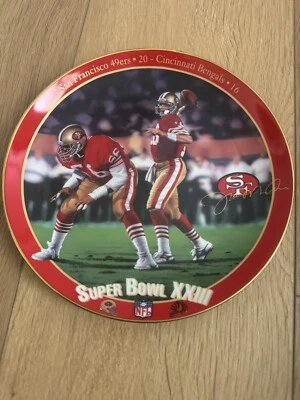 San Francisco 49ers • 20 - Cincinnati Bengals • 16
SF
SUPER BOWL XXIII
NFL